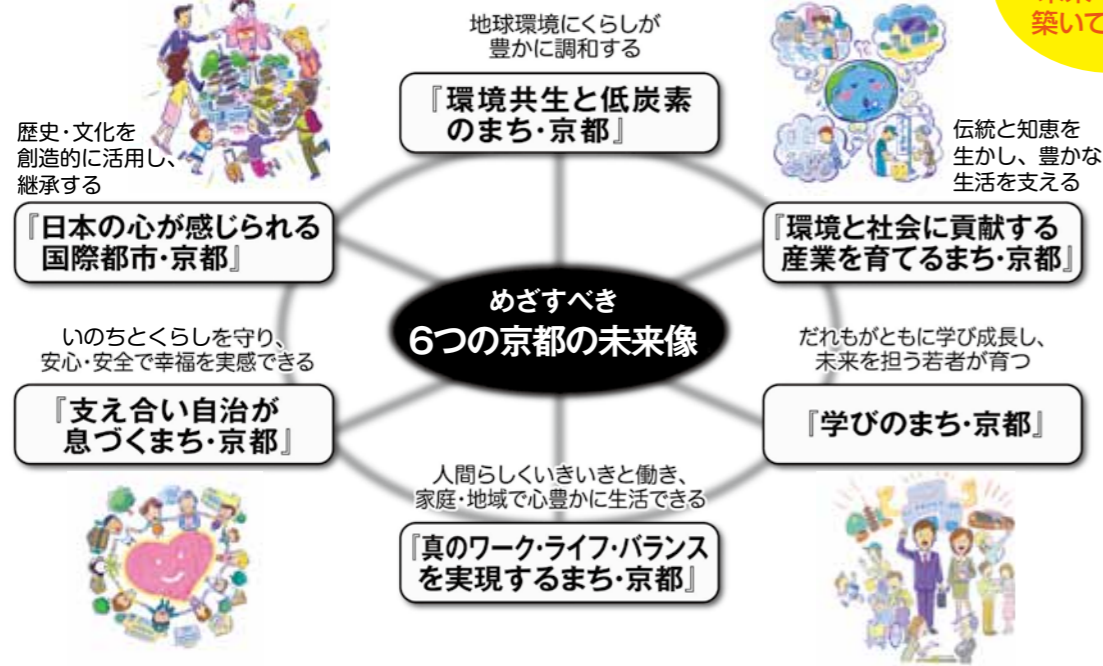 地球環境にくらしが
豊かに調和する
『環境共生と低炭素
のまち・京都』
築いて
歴史・文化を
創造的に活用し、
継承する
『日本の心が感じられる
国際都市・京都』
伝統と知恵を
生かし、豊かな
生活を支える
『環境と社会に貢献する
産業を育てるまち・京都』
めざすべき
6つの京都の未来像
いのちとくらしを守り、
安心・安全で幸福を実感できる
『支え合い自治が
息づくまち・京都』
だれもがともに学び成長し、
未来を担う若者が育つ
『学びのまち・京都』
人間らしくいきいきと働き、
家庭・地域で心豊かに生活できる
『真のワーク・ライフ・バランス
を実現するまち・京都』